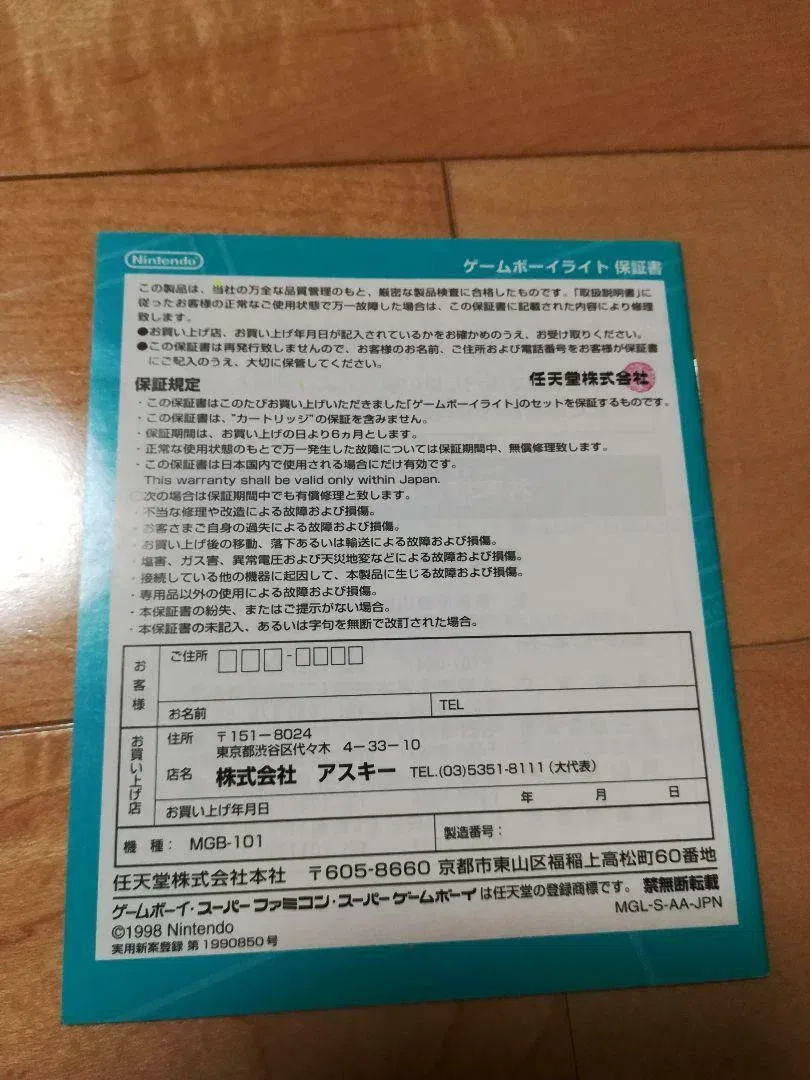 Nintendo
ゲームボーイライト 保証書
この製品は、当社の万全な品質管理のもと、厳密な製品検査に合格したものです。「取扱説明書」に
従ったお客様の正常なご使用状態で万一故障した場合は、この保証書に記載された内容により修理
致します。
●お買い上げ店、お買い上げ年月日が記入されているかをお確かめのうえ、お受け取りください。
●この保証書は再発行致しませんので、お客様のお名前、ご住所および電話番号をお客様が保証書
にご記入のうえ、大切に保管してください。
任天堂株式会社
保証規定
・この保証書はこのたびお買い上げいただきました「ゲームボーイライト」のセットを保証するものです。
・この保証書は、“カートリッジ”の保証を含みません。
・保証期間は、お買い上げの日より6ヵ月とします。
・正常な使用状態のもとで万一発生した故障については保証期間中、無償修理致します。
・この保証書は日本国内で使用される場合にだけ有効です。
This warranty shall be valid only within Japan.
○次の場合は保証期間中でも有償修理と致します。
・不当な修理や改造による故障および損傷。
・お客さまご自身の過失による故障および損傷。
・お買い上げ後の移動、落下あるいは輸送による故障および損傷。
・塩害、ガス害、異常電圧および天災地変などによる故障および損傷。
・接続している他の機器に起因して、本製品に生じる故障および損傷。
・専用品以外の使用による故障および損傷。
・本保証書の紛失、またはご提示がない場合。
・本保証書の未記入、あるいは字句を無断で改訂された場合。
お客様
ご住所 □□□-□□□□
お名前
TEL
お買い上げ店
住所 〒151-8024
東京都渋谷区代々木 4-33-10
店名 株式会社 アスキー TEL.(03)5351-8111(大代表)
お買い上げ年月日 年 月 日
機 種: MGB-101
製造番号:
任天堂株式会社本社 〒605-8660 京都市東山区福稲上高松町60番地
ゲームボーイ・スーパーファミコン・スーパーゲームボーイは任天堂の登録商標です。 禁無断転載
©1998 Nintendo
MGL-S-AA-JPN
実用新案登録 第1990850号